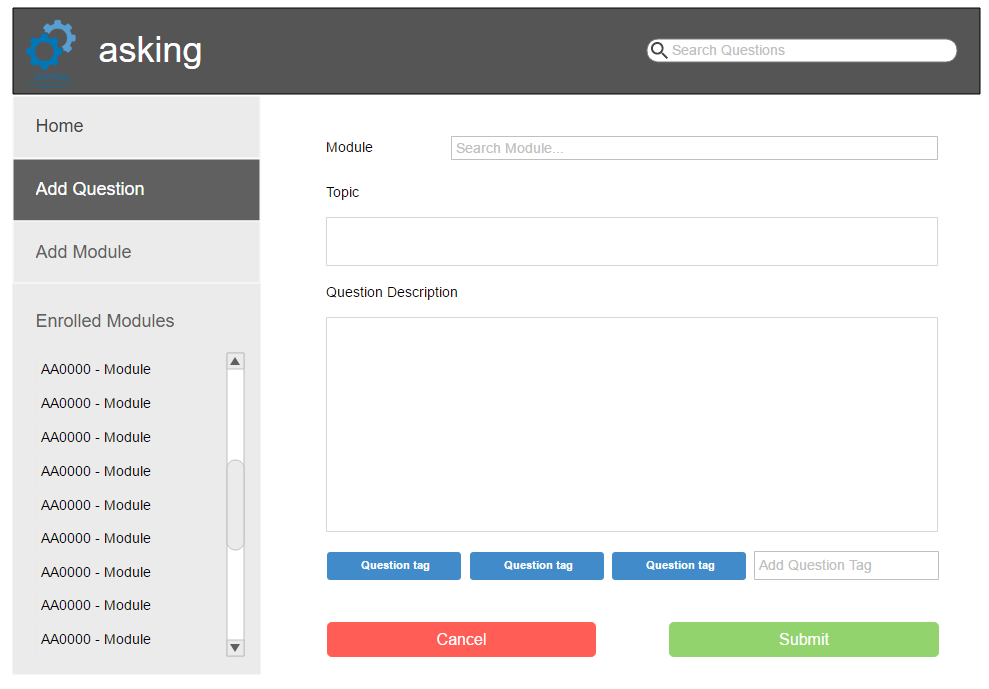 asking
Search Questions
Home
Add Question
Add Module
Enrolled Modules
AA0000 - Module
AA0000 - Module
AA0000 - Module
AA0000 - Module
AA0000 - Module
AA0000 - Module
AA0000 - Module
AA0000 - Module
AA0000 - Module
Module
Search Module...
Topic
Question Description
Question tag
Question tag
Question tag
Add Question Tag
Cancel
Submit